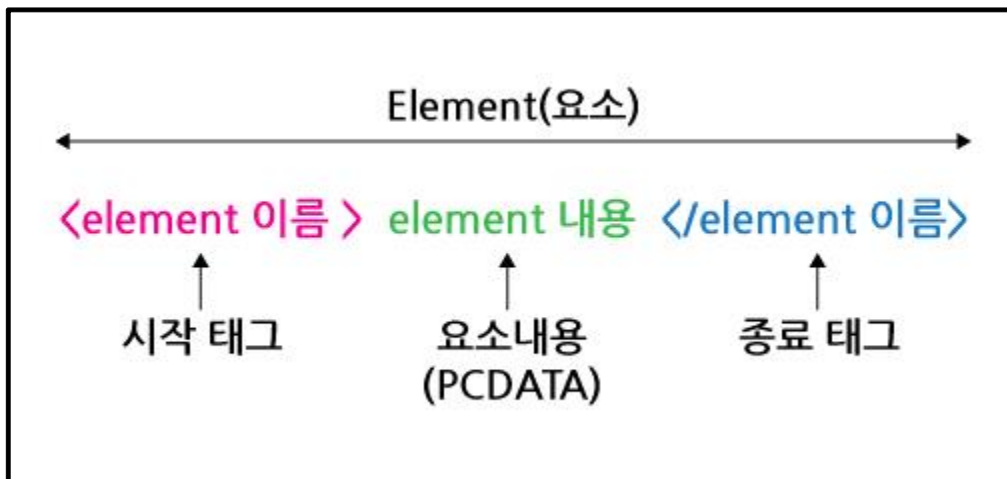 Element(요소)
<element 이름 > element 내용 </element 이름>
시작 태그 요소내용 종료 태그
(PCDATA)